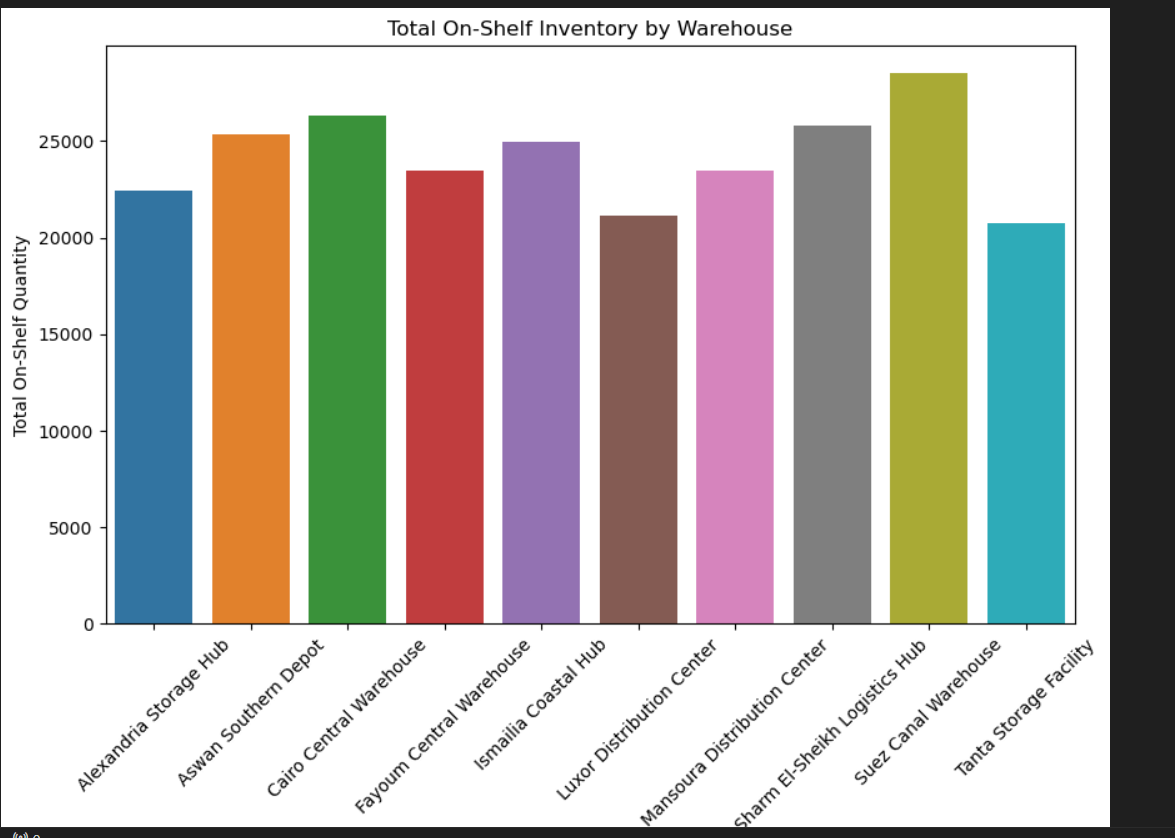 Total On-Shelf Inventory by Warehouse
Total On-Shelf Quantity
25000
20000
15000
10000
5000
0
Alexandria Storage Hub
Aswan Southern Depot
Cairo Central Warehouse
Fayoum Central Warehouse
Ismailia Coastal Hub
Luxor Distribution Center
Mansoura Distribution Center
Sharm El-Sheikh Logistics Hub
Suez Canal Warehouse
Tanta Storage Facility